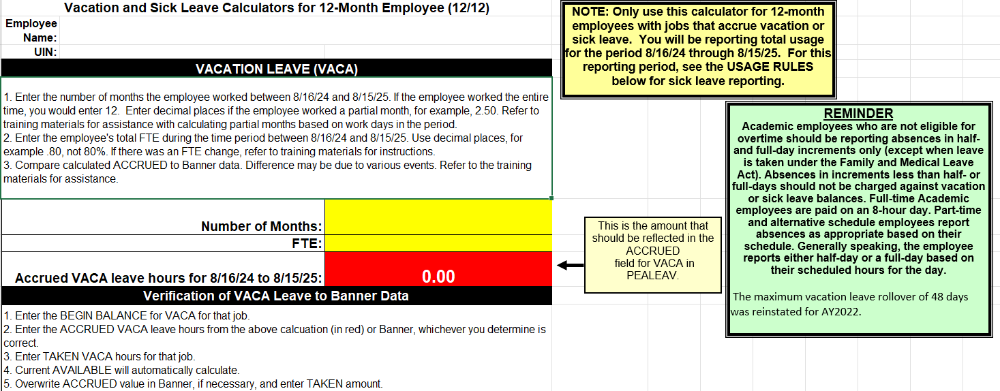 Vacation and Sick Leave Calculators for 12-Month Employee (12/12)
Employee
Name:
UIN:
VACATION LEAVE (VACA)
1. Enter the number of months the employee worked between 8/16/24 and 8/15/25. If the employee worked the entire
time, you would enter 12.  Enter decimal places if the employee worked a partial month, for example, 2.50. Refer to
training materials for assistance with calculating partial months based on work days in the period.
2. Enter the employee's total FTE during the time period between 8/16/24 and 8/15/25. Use decimal places, for
example .80, not 80%. If there was an FTE change, refer to training materials for instructions.
3. Compare calculated ACCRUED to Banner data. Difference may be due to various events. Refer to the training
materials for assistance.
Number of Months:
FTE:
Accrued VACA leave hours for 8/16/24 to 8/15/25:
0.00
Verification of VACA Leave to Banner Data
1. Enter the BEGIN BALANCE for VACA for that job.
2. Enter the ACCRUED VACA leave hours from the above calcuation (in red) or Banner, whichever you determine is
correct.
3. Enter TAKEN VACA hours for that job.
4. Current AVAILABLE will automatically calculate.
5. Overwrite ACCRUED value in Banner, if necessary, and enter TAKEN amount.
NOTE: Only use this calculator for 12-month
employees with jobs that accrue vacation or
sick leave.  You will be reporting total usage
for the period 8/16/24 through 8/15/25.  For this
reporting period, see the USAGE RULES
below for sick leave reporting.
This is the amount that
should be reflected in the
ACCRUED
field for VACA in
PEALEAV.
REMINDER
Academic employees who are not eligible for
overtime should be reporting absences in half-
and full-day increments only (except when leave
is taken under the Family and Medical Leave
Act). Absences in increments less than half- or
full-days should not be charged against vacation
or sick leave balances. Full-time Academic
employees are paid on an 8-hour day. Part-time
and alternative schedule employees report
absences as appropriate based on their
schedule. Generally speaking, the employee
reports either half-day or a full-day based on
their scheduled hours for the day.
The maximum vacation leave rollover of 48 days
was reinstated for AY2022.